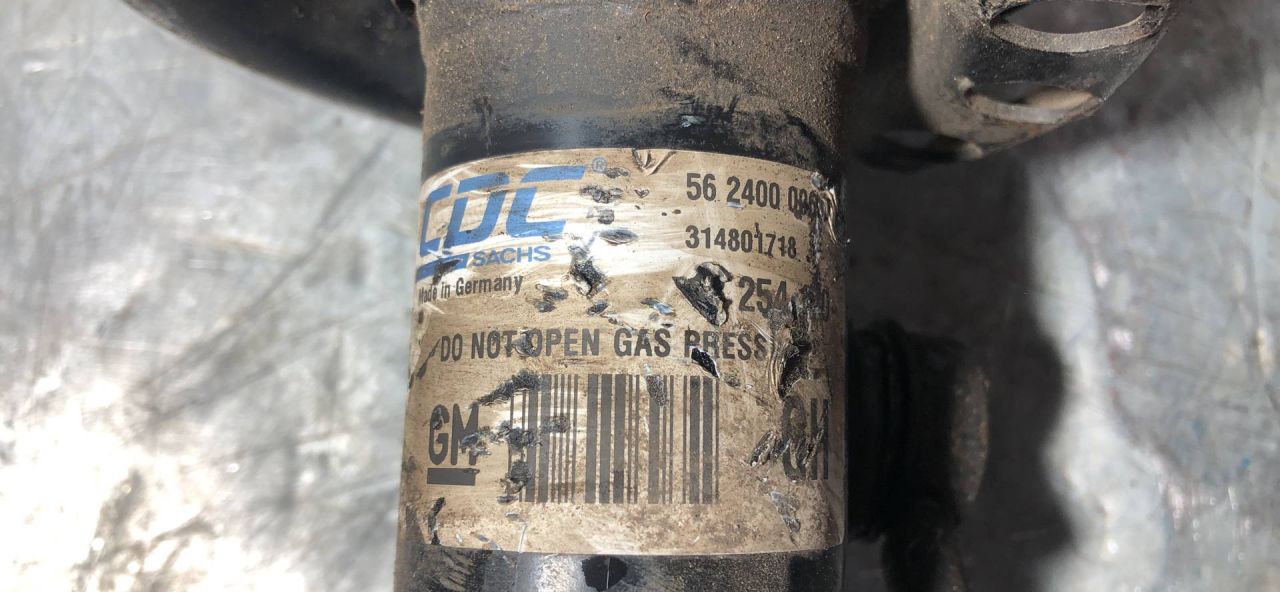 CDC®
SACHS
Made in Germany
56 2400
314801718
254
DO NOT OPEN GAS PRESS
GM